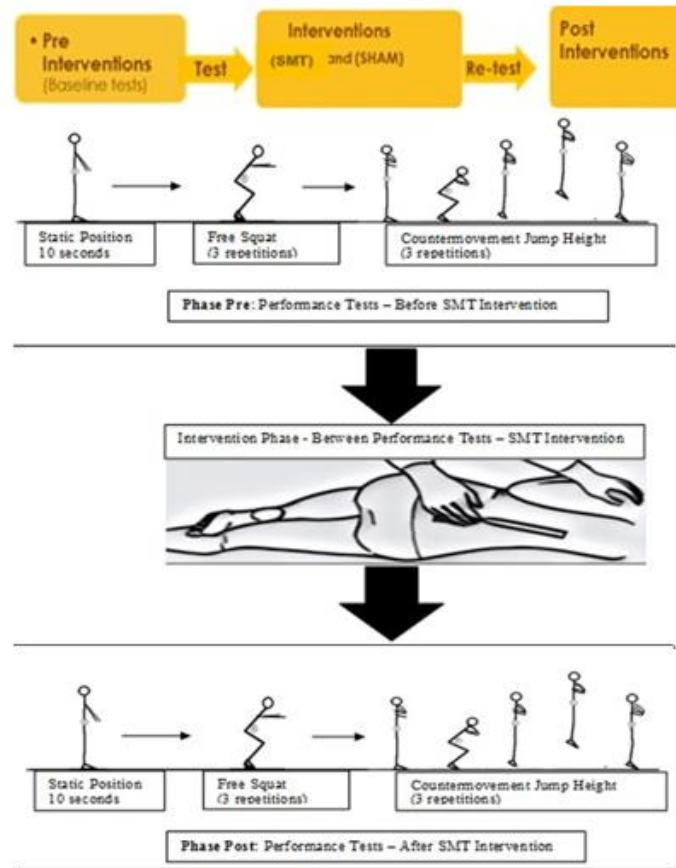 • Pre
Interventions
(Baseline tests)
Test
Interventions
(SMT) and (SHAM)
Re-test
Post
Interventions
Static Position
10 seconds
Free Squat
(3 repetitions)
Countermovement Jump Height
(3 repetitions)
Phase Pre: Performance Tests – Before SMT Intervention
Intervention Phase - Between Performance Tests – SMT Intervention
Static Position
10 seconds
Free Squat
(3 repetitions)
Countermovement Jump Height
(3 repetitions)
Phase Post: Performance Tests – After SMT Intervention